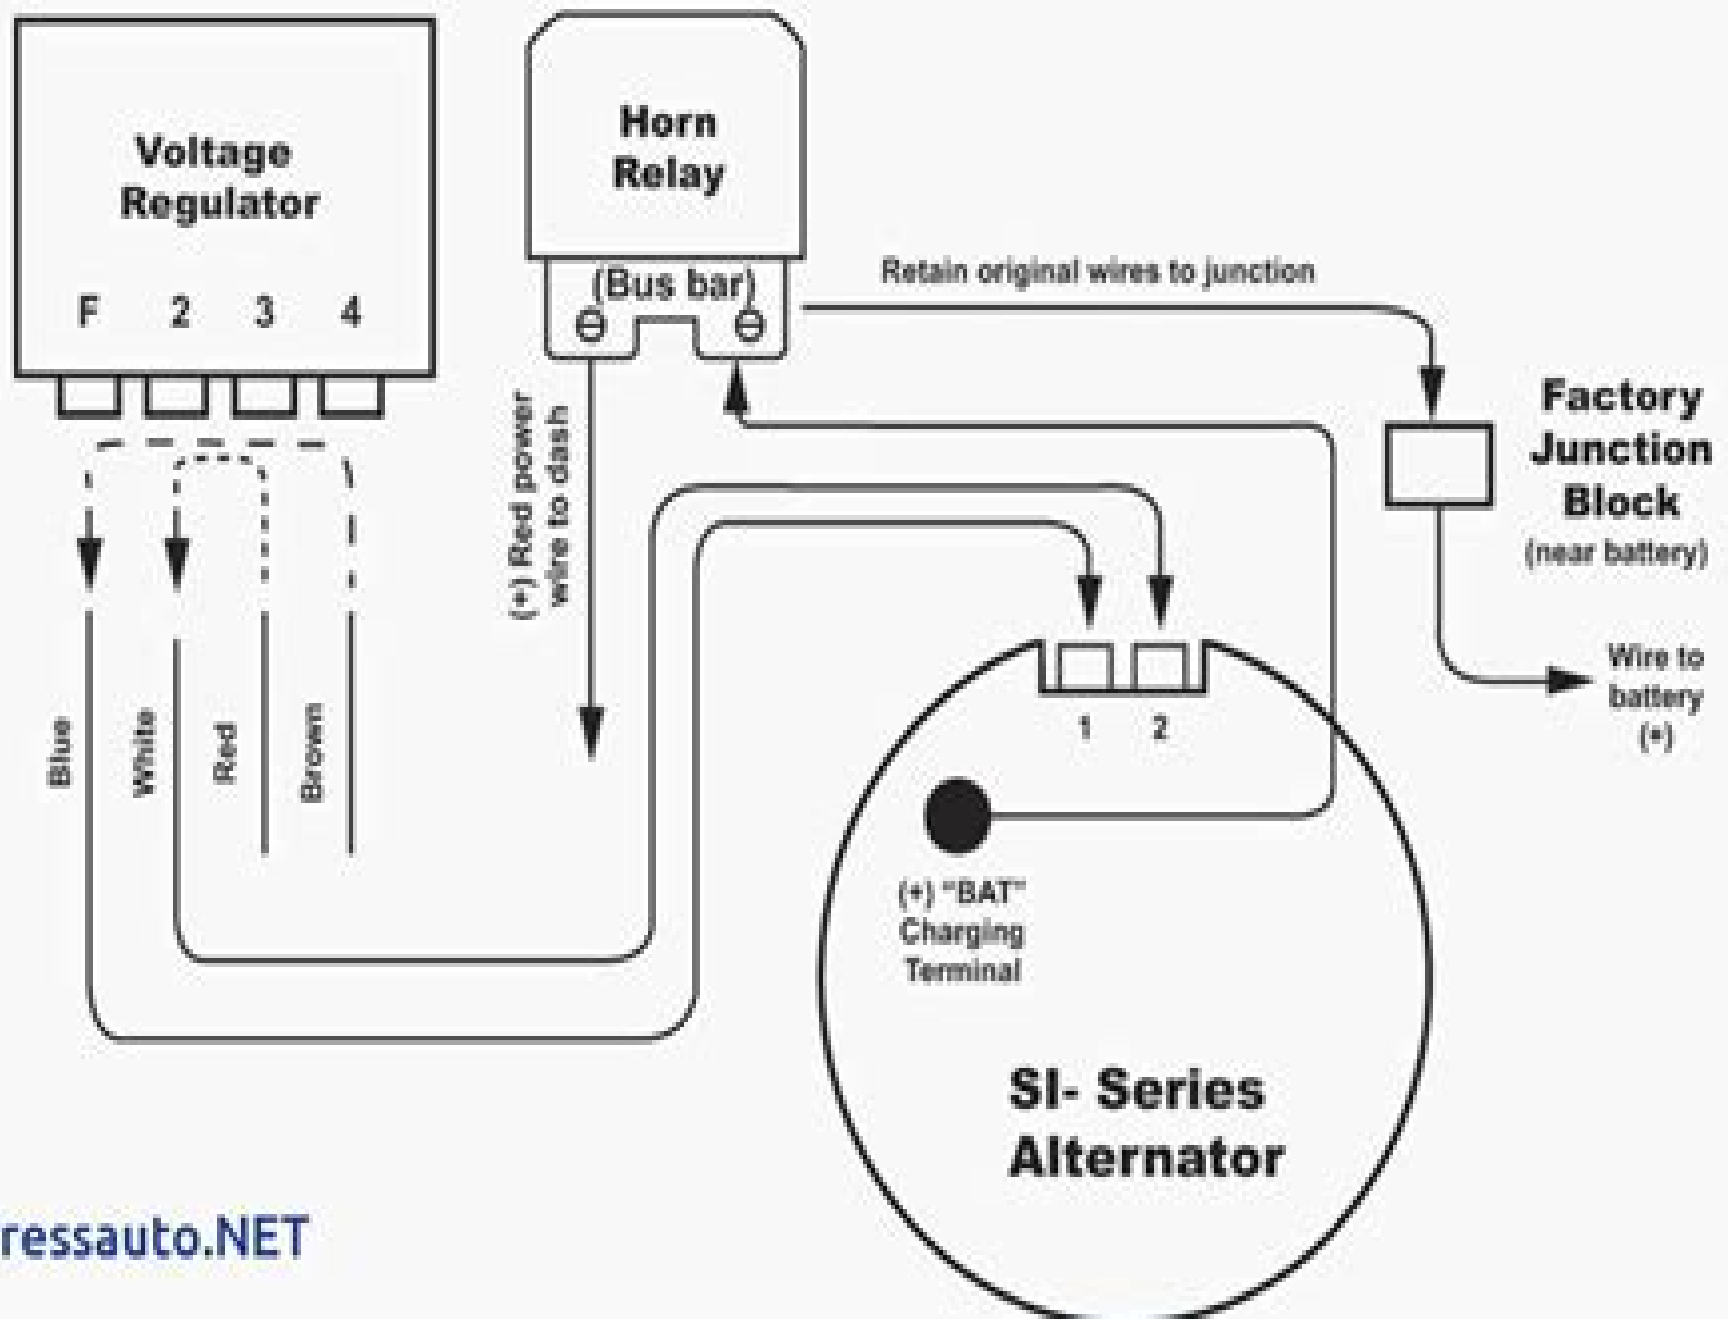 Voltage
Regulator
F 2 3 4
Horn
Relay
(Bus bar)
Retain original wires to junction
Factory
Junction
Block
(near battery)
Wire to
battery
(+)
(+) Red power
wire to dash
Blue
White
Red
Brown
1 2
(+) "BAT"
Charging
Terminal
SI- Series
Alternator
ressauto.NET